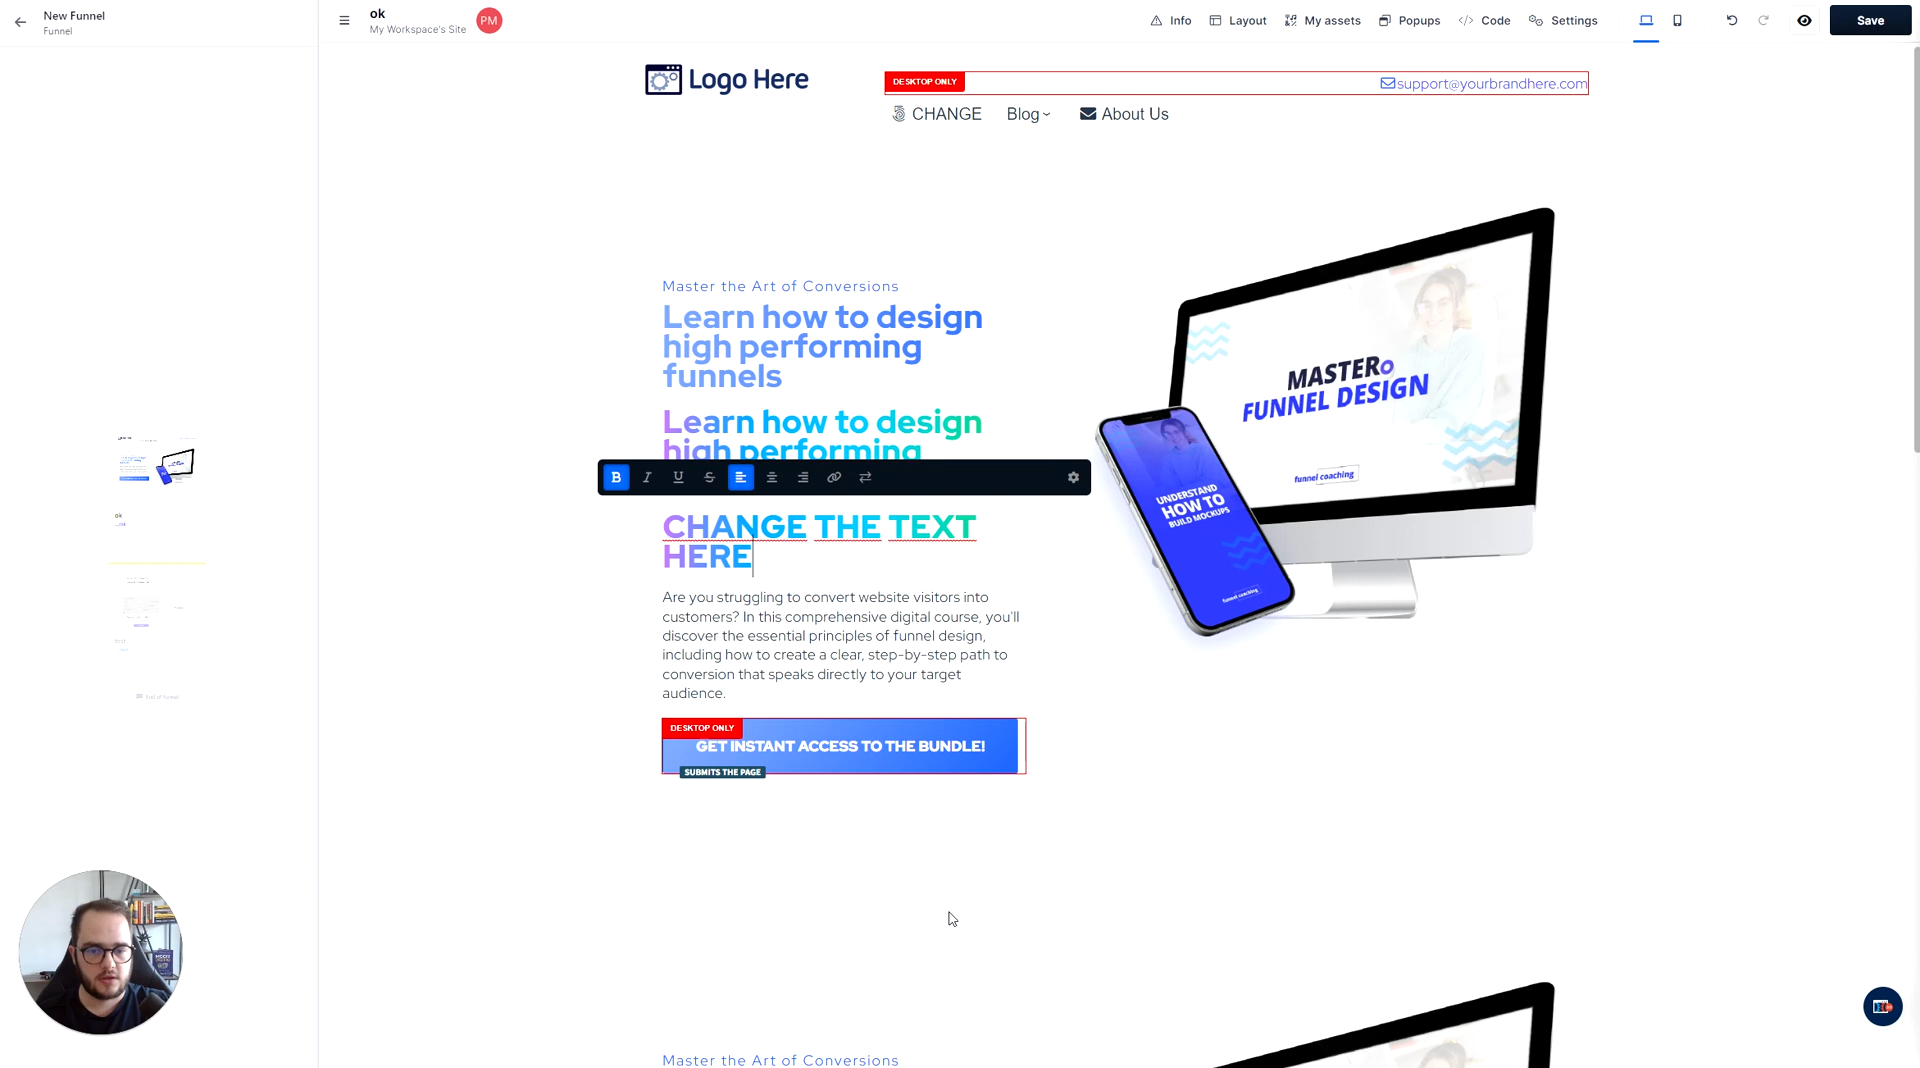 New Funnel
Funnel
ok
My Workspace's Site
PM
Info
Layout
My assets
Popups
Code
Settings
Save
Logo Here
DESKTOP ONLY
support@yourbrandhere.com
CHANGE
Blog
About Us
Master the Art of Conversions
Learn how to design
high performing
funnels
Learn how to design
high performing
B I U S
CHANGE THE TEXT
HERE
Are you struggling to convert website visitors into
customers? In this comprehensive digital course, you'll
discover the essential principles of funnel design,
including how to create a clear, step-by-step path to
conversion that speaks directly to your target
audience.
DESKTOP ONLY
GET INSTANT ACCESS TO THE BUNDLE!
SUBMITS THE PAGE
MASTER
FUNNEL DESIGN
funnel coaching
UNDERSTAND
HOW TO
BUILD MOCKUPS
funnel coaching
ok
End of funnel
Master the Art of Conversions